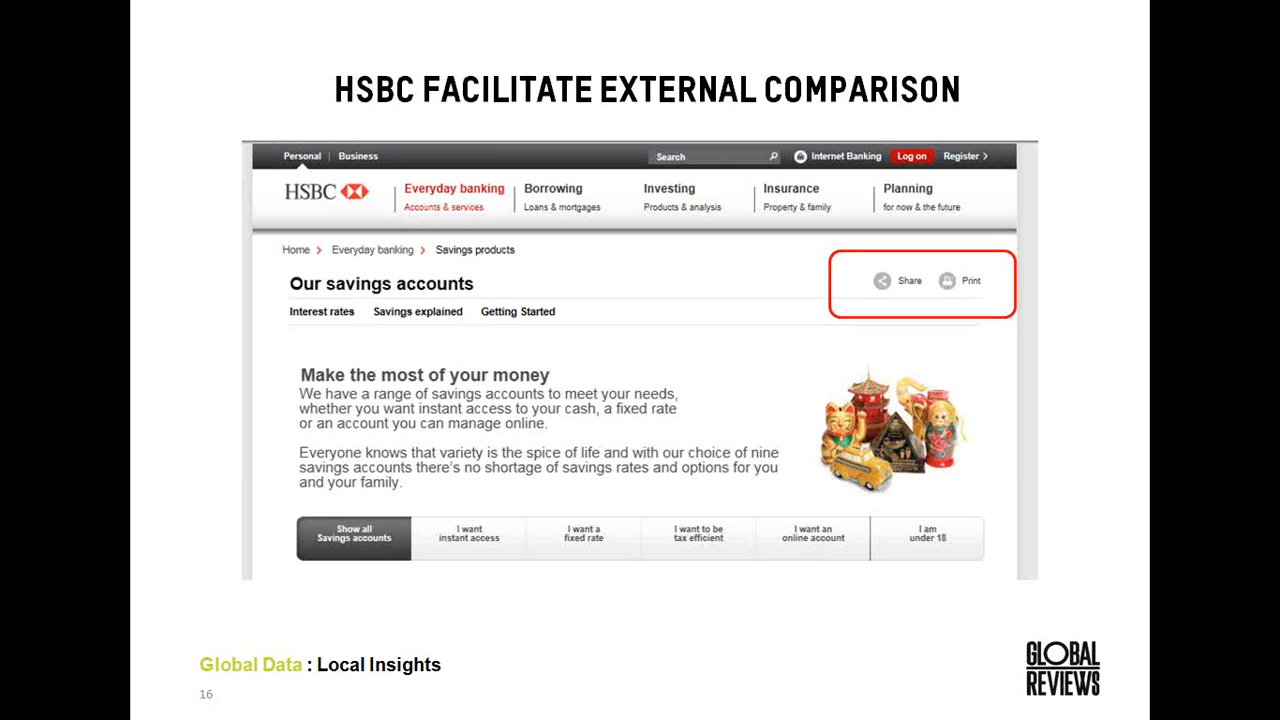 HSBC FACILITATE EXTERNAL COMPARISON
Personal | Business
Search
Internet Banking
Log on
Register
HSBC
Everyday banking
Accounts & services
Borrowing
Loans & mortgages
Investing
Products & analysis
Insurance
Property & family
Planning
for now & the future
Home > Everyday banking > Savings products
Our savings accounts
Share
Print
Interest rates Savings explained Getting Started
Make the most of your money
We have a range of savings accounts to meet your needs,
whether you want instant access to your cash, a fixed rate
or an account you can manage online.
Everyone knows that variety is the spice of life and with our choice of nine
savings accounts there's no shortage of savings rates and options for you
and your family.
Show all
Savings accounts
I want
instant access
I want a
fixed rate
I want to be
tax efficient
I want an
online account
I am
under 18
Global Data : Local Insights
16
GLOBAL
REVIEWS